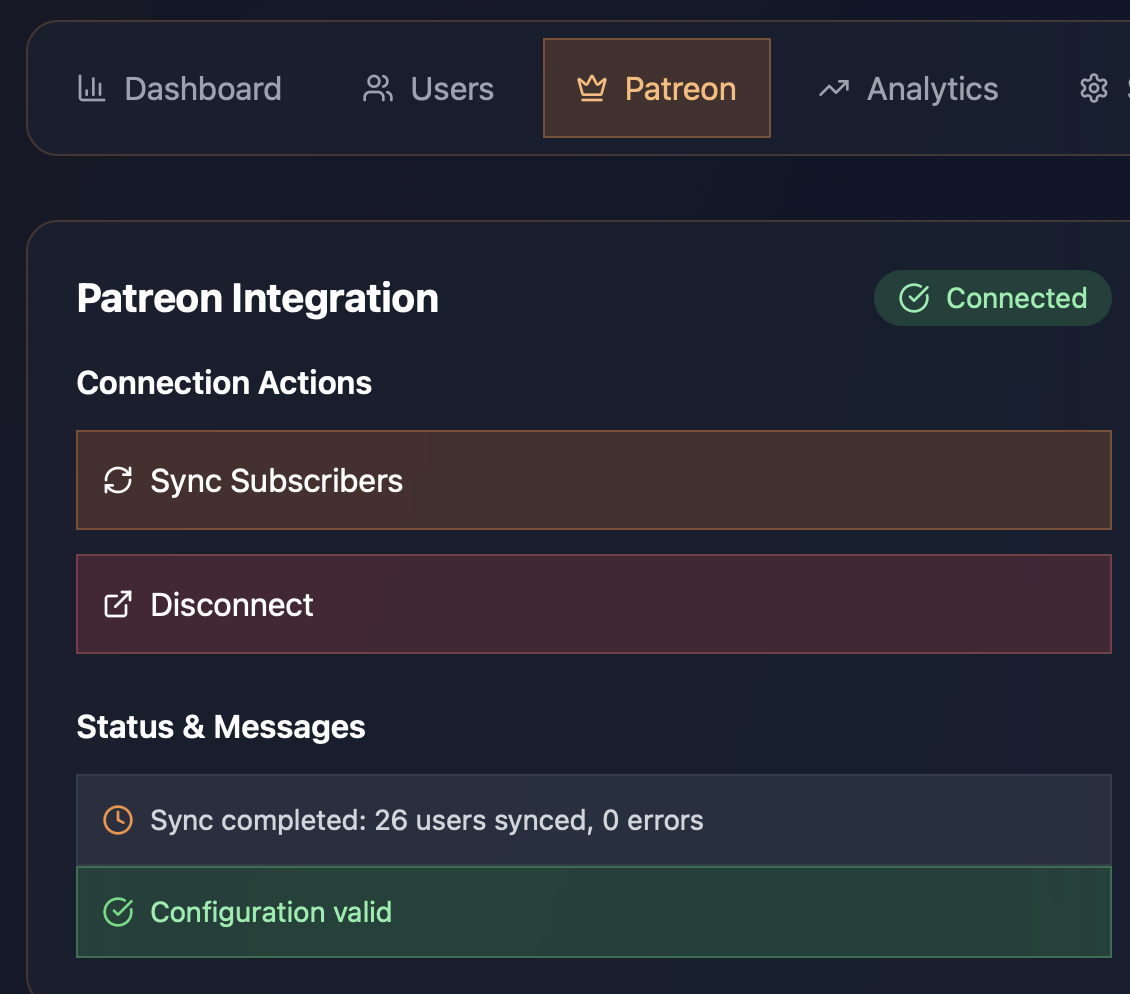 Dashboard Users Patreon Analytics
Patreon Integration
Connected
Connection Actions
Sync Subscribers
Disconnect
Status & Messages
Sync completed: 26 users synced, 0 errors
Configuration valid